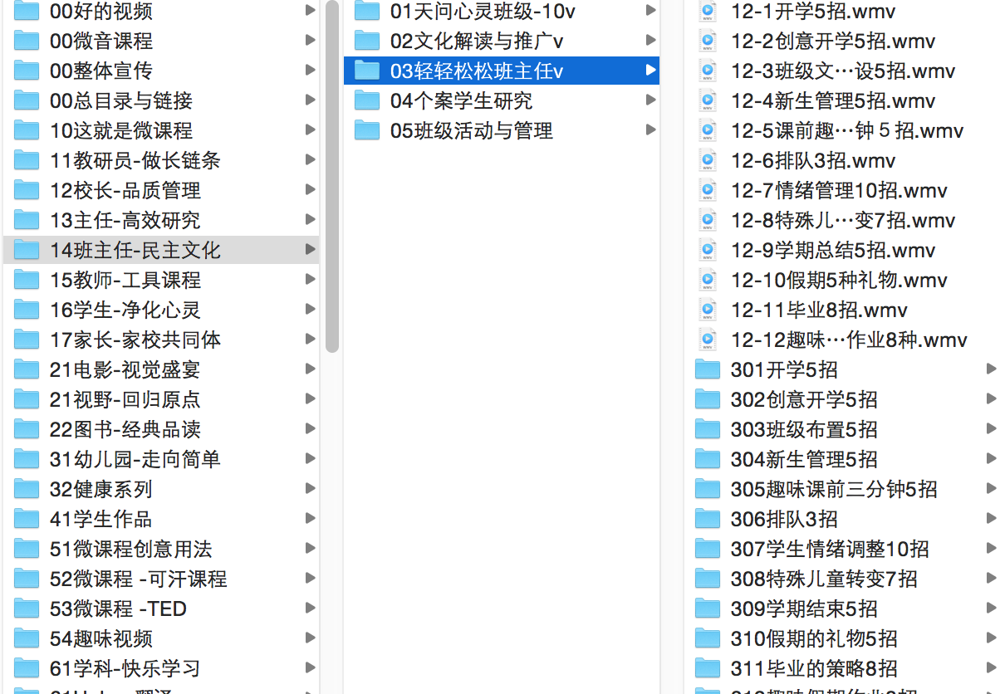 00好的视频
00微音课程
00整体宣传
00总目录与链接
10这就是微课程
11教研员-做长链条
12校长-品质管理
13主任-高效研究
14班主任-民主文化
15教师-工具课程
16学生-净化心灵
17家长-家校共同体
21电影-视觉盛宴
21视野-回归原点
22图书-经典品读
31幼儿园-走向简单
32健康系列
41学生作品
51微课程创意用法
52微课程 -可汗课程
53微课程 -TED
54趣味视频
61学科-快乐学习
01天问心灵班级-10v
02文化解读与推广v
03轻轻松松班主任v
04个案学生研究
05班级活动与管理
12-1开学5招.wmv
12-2创意开学5招.wmv
12-3班级文…设5招.wmv
12-4新生管理5招.wmv
12-5课前趣…钟５招.wmv
12-6排队3招.wmv
12-7情绪管理10招.wmv
12-8特殊儿…变7招.wmv
12-9学期总结5招.wmv
12-10假期5种礼物.wmv
12-11毕业8招.wmv
12-12趣味…作业8种.wmv
301开学5招
302创意开学5招
303班级布置5招
304新生管理5招
305趣味课前三分钟5招
306排队3招
307学生情绪调整10招
308特殊儿童转变7招
309学期结束5招
310假期的礼物5招
311毕业的策略8招